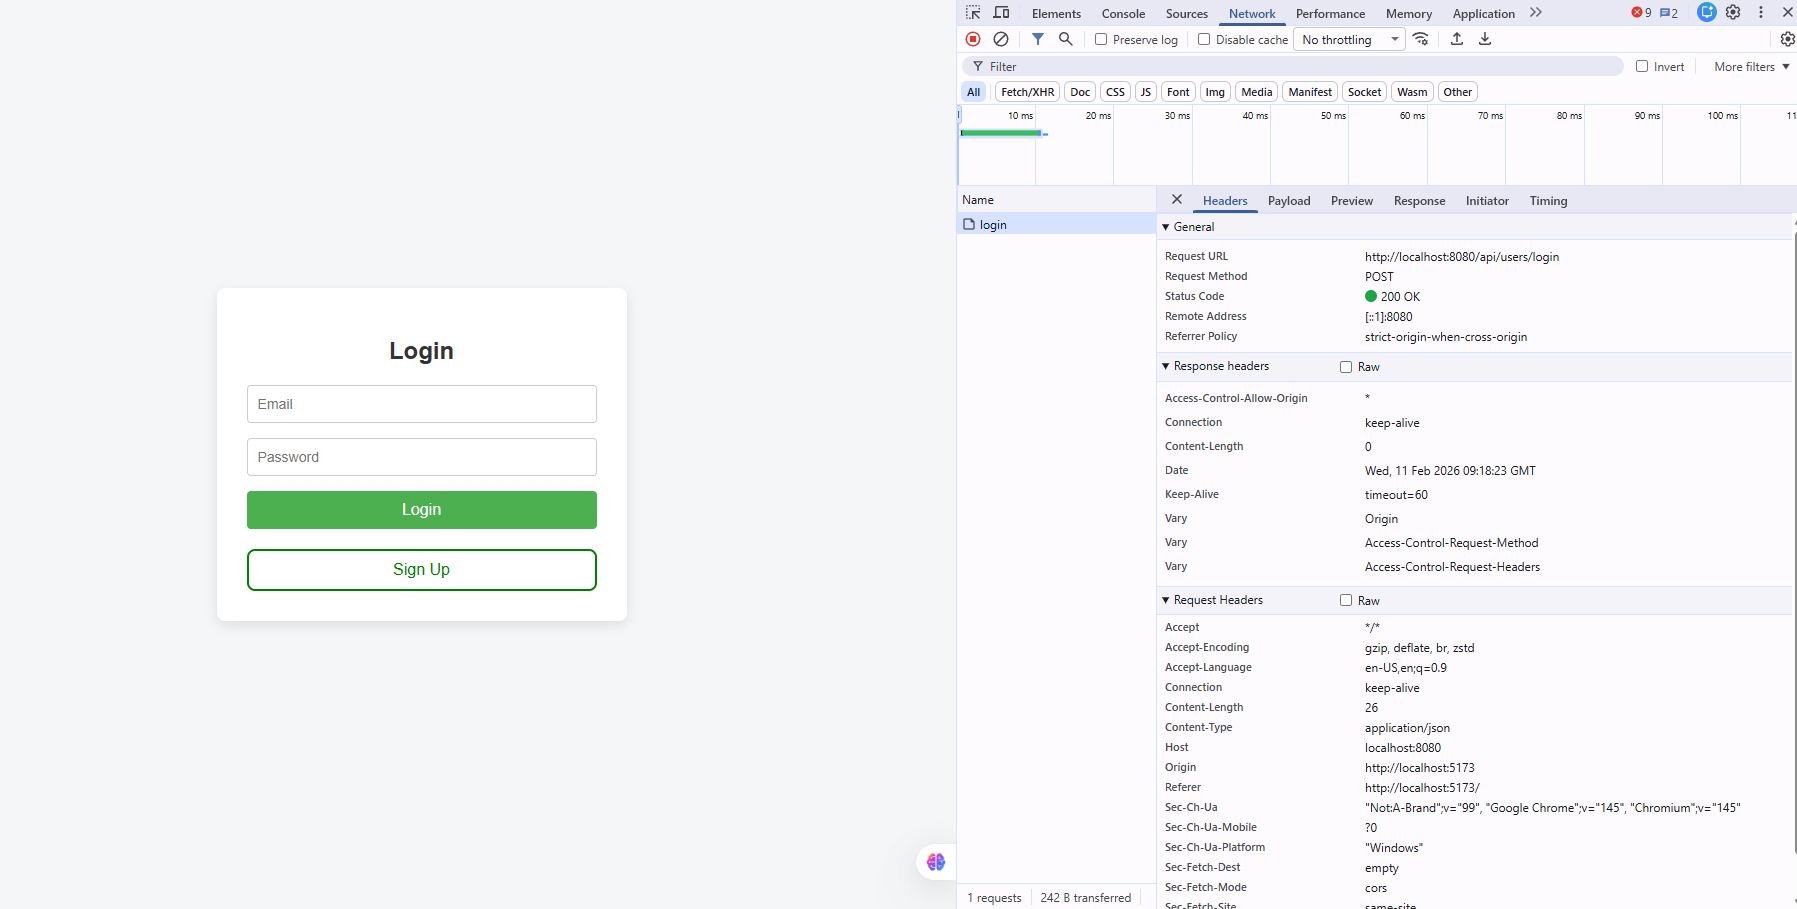 Login
Email
Password
Login
Sign Up
Elements Console Sources Network Performance Memory Application 9 2
Preserve log Disable cache No throttling
Filter Invert More filters
All Fetch/XHR Doc CSS JS Font Img Media Manifest Socket Wasm Other
10 ms 20 ms 30 ms 40 ms 50 ms 60 ms 70 ms 80 ms 90 ms 100 ms 11
Name
login
Headers Payload Preview Response Initiator Timing
General
Request URL http://localhost:8080/api/users/login
Request Method POST
Status Code 200 OK
Remote Address [::1]:8080
Referrer Policy strict-origin-when-cross-origin
Response headers Raw
Access-Control-Allow-Origin *
Connection keep-alive
Content-Length 0
Date Wed, 11 Feb 2026 09:18:23 GMT
Keep-Alive timeout=60
Vary Origin
Vary Access-Control-Request-Method
Vary Access-Control-Request-Headers
Request Headers Raw
Accept */*
Accept-Encoding gzip, deflate, br, zstd
Accept-Language en-US,en;q=0.9
Connection keep-alive
Content-Length 26
Content-Type application/json
Host localhost:8080
Origin http://localhost:5173
Referer http://localhost:5173/
Sec-Ch-Ua "Not:A-Brand";v="99", "Google Chrome";v="145", "Chromium";v="145"
Sec-Ch-Ua-Mobile ?0
Sec-Ch-Ua-Platform "Windows"
Sec-Fetch-Dest empty
Sec-Fetch-Mode cors
Sec-Fetch-Site same-site
1 requests 242 B transferred